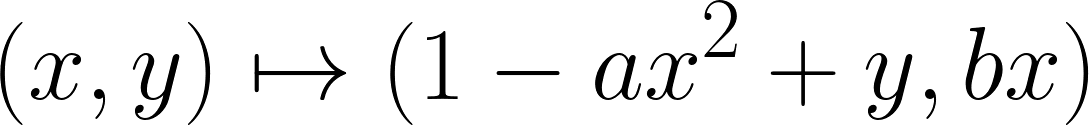 (x, y) ↦ (1 − ax² + y, bx)